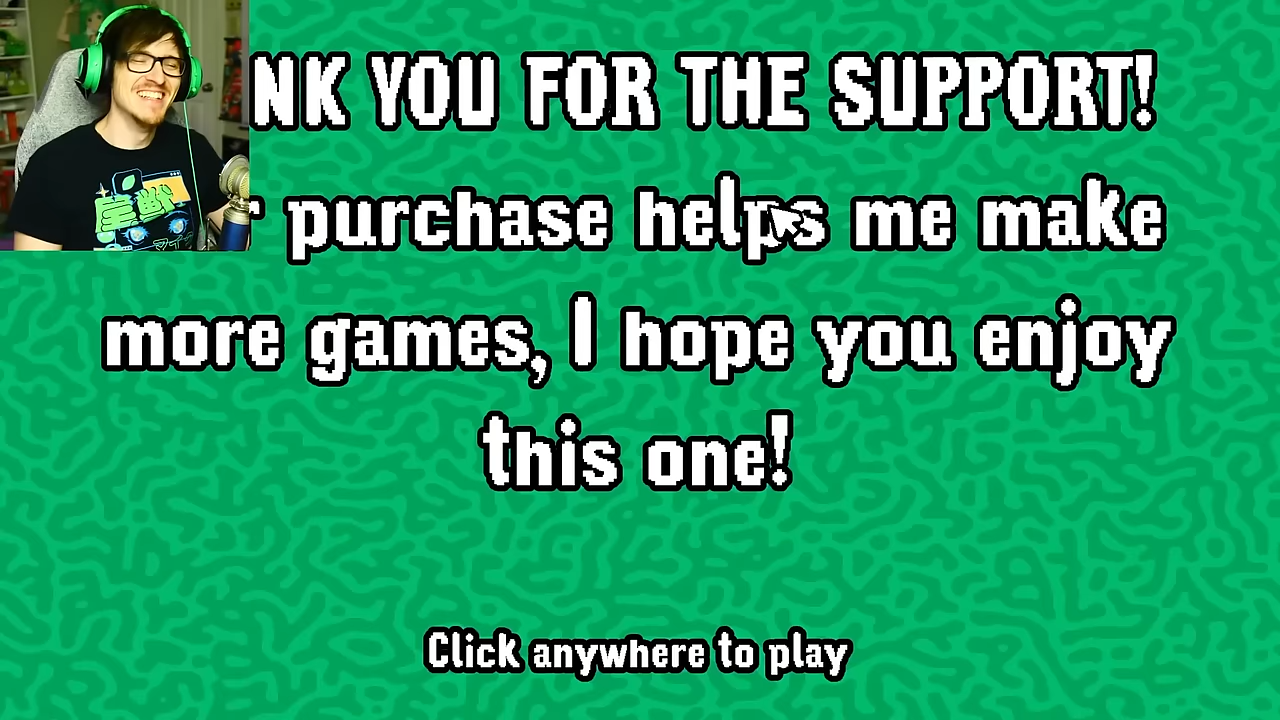 NK YOU FOR THE SUPPORT!
purchase helps me make
more games, I hope you enjoy
this one!
Click anywhere to play